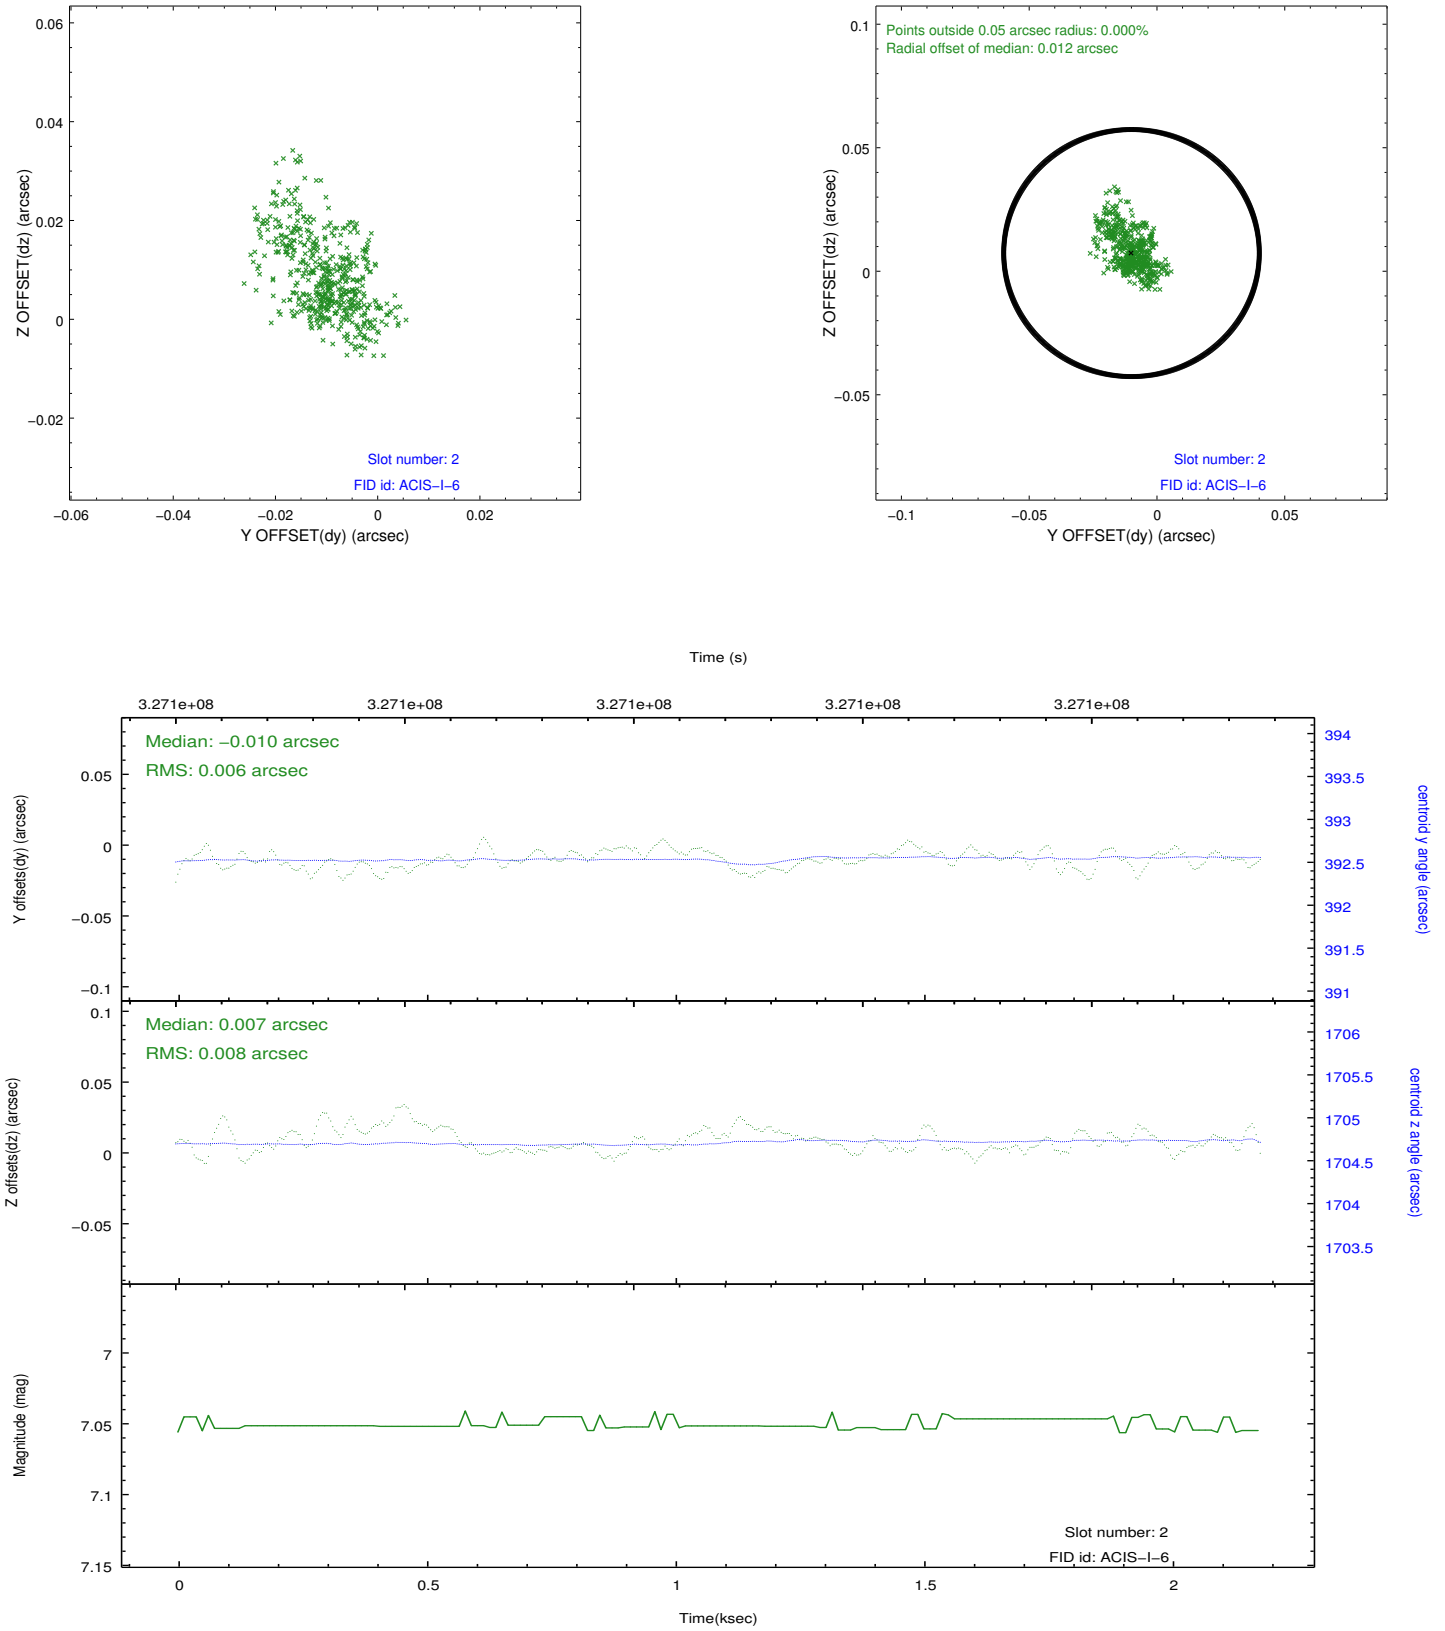 0.06
0.04
0.02
0
−0.02
Z OFFSET(dz) (arcsec)
Slot number: 2
FID id: ACIS−I−6
−0.06
−0.04
−0.02
0
0.02
Y OFFSET(dy) (arcsec)
Points outside 0.05 arcsec radius: 0.000%
Radial offset of median: 0.012 arcsec
0.1
0.05
0
−0.05
Z OFFSET(dz) (arcsec)
Slot number: 2
FID id: ACIS−I−6
−0.1
−0.05
0
0.05
Y OFFSET(dy) (arcsec)
Time (s)
3.271e+08
3.271e+08
3.271e+08
3.271e+08
3.271e+08
Median: −0.010 arcsec
RMS: 0.006 arcsec
0.05
0
−0.05
−0.1
Y offsets(dy) (arcsec)
394
393.5
393
392.5
392
391.5
391
centroid y angle (arcsec)
Median: 0.007 arcsec
RMS: 0.008 arcsec
0.1
0.05
0
−0.05
Z offsets(dz) (arcsec)
1706
1705.5
1705
1704.5
1704
1703.5
centroid z angle (arcsec)
7
7.05
7.1
7.15
Magnitude (mag)
Slot number: 2
FID id: ACIS−I−6
0
0.5
1
1.5
2
Time(ksec)